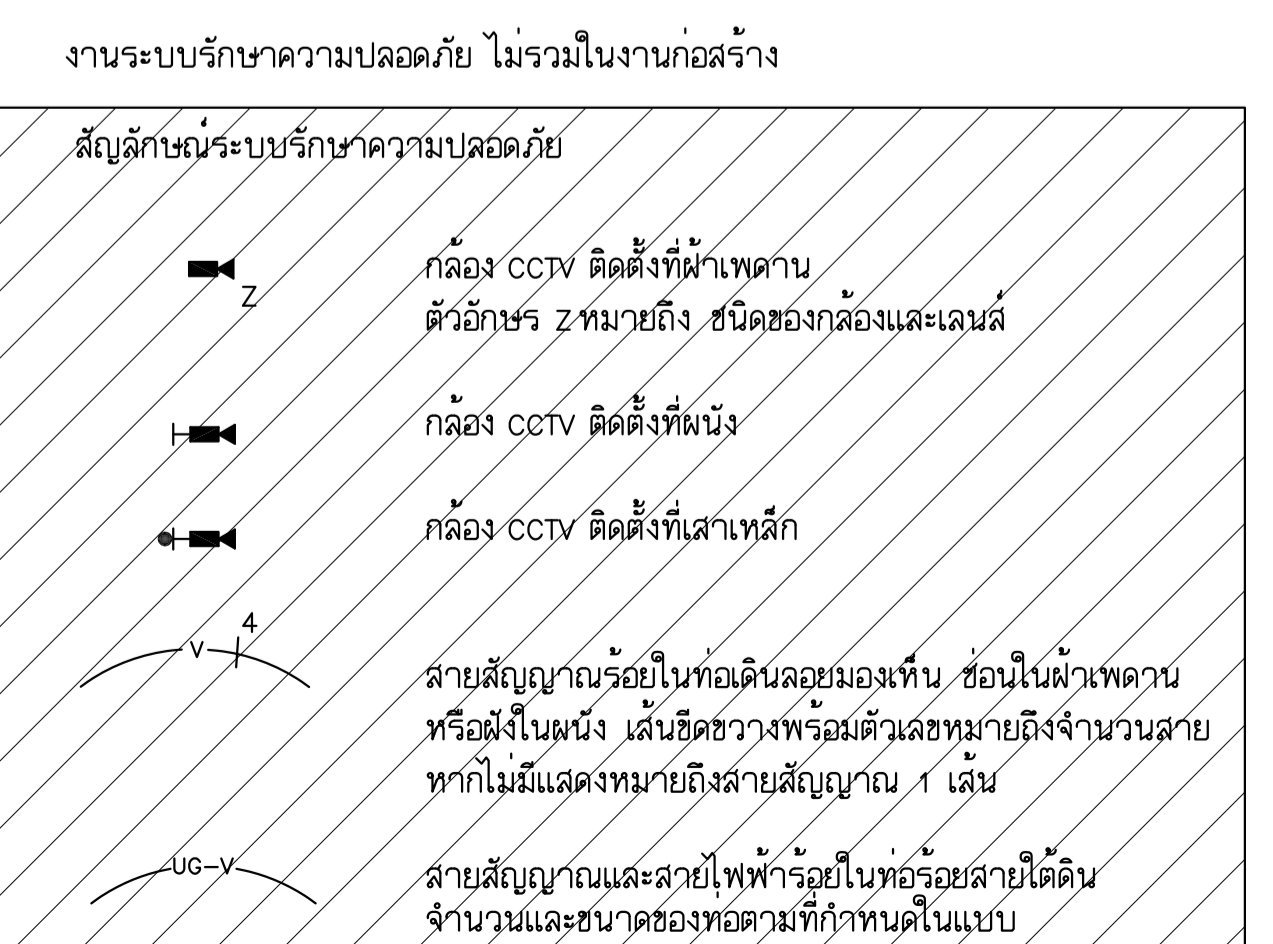 งานระบบรักษาความปลอดภัย ไม่รวมในงานก่อสร้าง
สัญลักษณ์ระบบรักษาความปลอดภัย
กล้อง CCTV ติดตั้งที่ฝ้าเพดาน
Z
ตัวอักษร Z หมายถึง ชนิดของกล้องและเลนส์
กล้อง CCTV ติดตั้งที่ผนัง
กล้อง CCTV ติดตั้งที่เสาเหล็ก
4
V
สายสัญญาณร้อยในท่อเดินลอยมองเห็น ซ่อนในฝ้าเพดาน
หรือฝังในผนัง เส้นขีดขวางพร้อมตัวเลขหมายถึงจำนวนสาย
หากไม่มีแสดงหมายถึงสายสัญญาณ 1 เส้น
UG-V
สายสัญญาณและสายไฟฟ้าร้อยในท่อร้อยสายใต้ดิน
จำนวนและขนาดของท่อตามที่กำหนดในแบบ